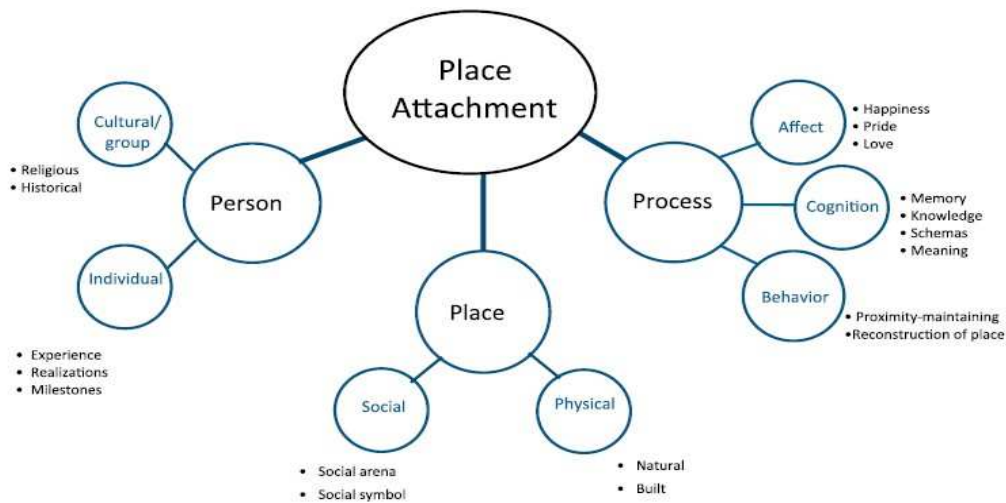 Place
Attachment
Cultural/
group
• Religious
• Historical
Person
Individual
• Experience
• Realizations
• Milestones
Place
Social
• Social arena
• Social symbol
Physical
• Natural
• Built
Process
Affect
• Happiness
• Pride
• Love
Cognition
• Memory
• Knowledge
• Schemas
• Meaning
Behavior
• Proximity-maintaining
•Reconstruction of place